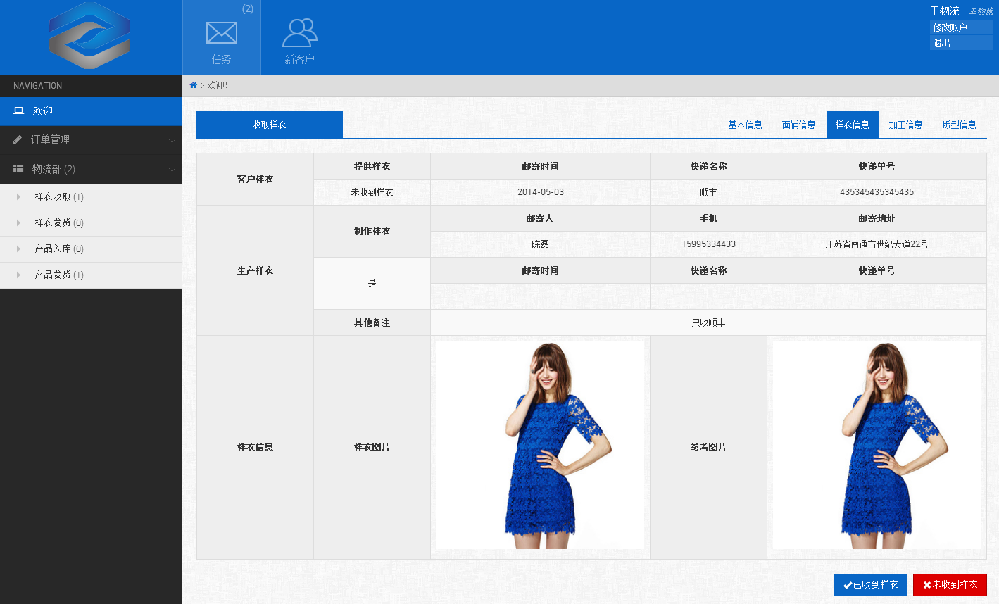 (2)
任务
新客户
王物流 - 王物流
修改账户
退出
NAVIGATION
欢迎
订单管理
物流部 (2)
样衣收取 (1)
样衣发货 (0)
产品入库 (0)
产品发货 (1)
> 欢迎!
收取样衣
基本信息 面辅信息 样衣信息 加工信息 版型信息
客户样衣
提供样衣 邮寄时间 快递名称 快递单号
未收到样衣 2014-05-03 顺丰 435345435345435
生产样衣
制作样衣
邮寄人 手机 邮寄地址
陈磊 15995334433 江苏省南通市世纪大道22号
是
邮寄时间 快递名称 快递单号
其他备注 只收顺丰
样衣信息 样衣图片 参考图片
已收到样衣 未收到样衣